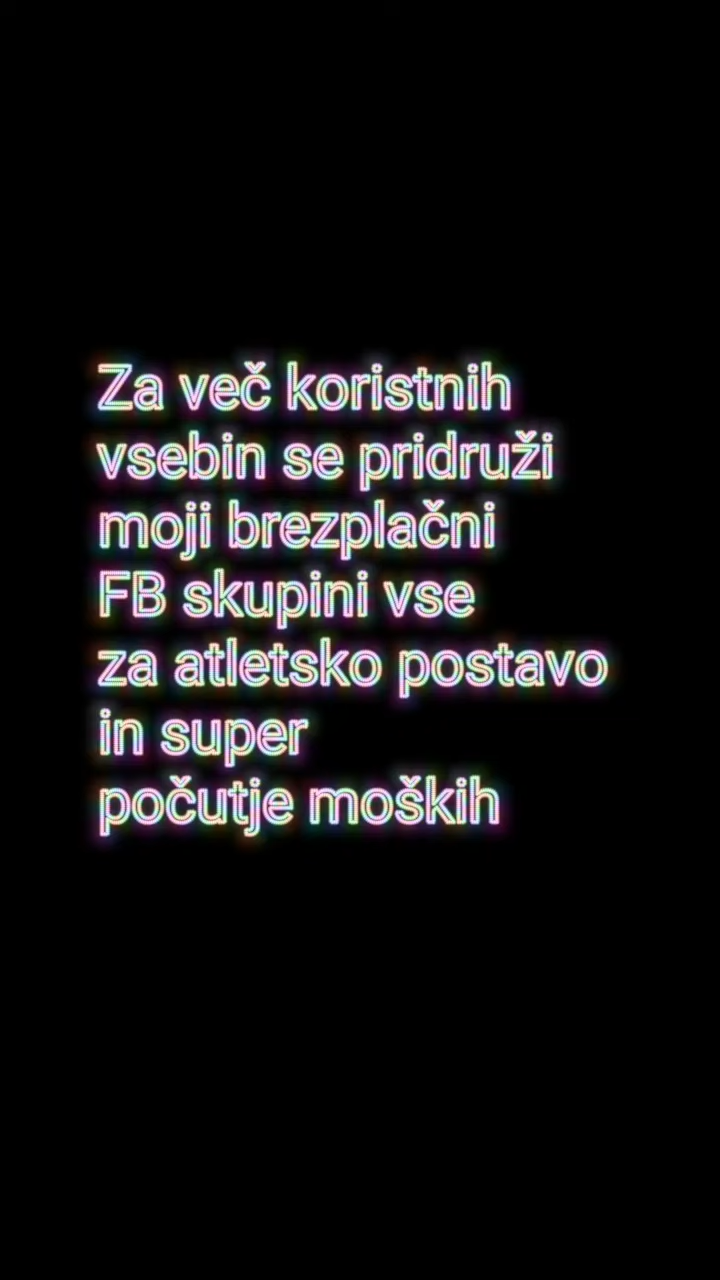 Za več koristnih
vsebin se pridruži
moji brezplačni
FB skupini vse
za atletsko postavo
in super
počutje moških